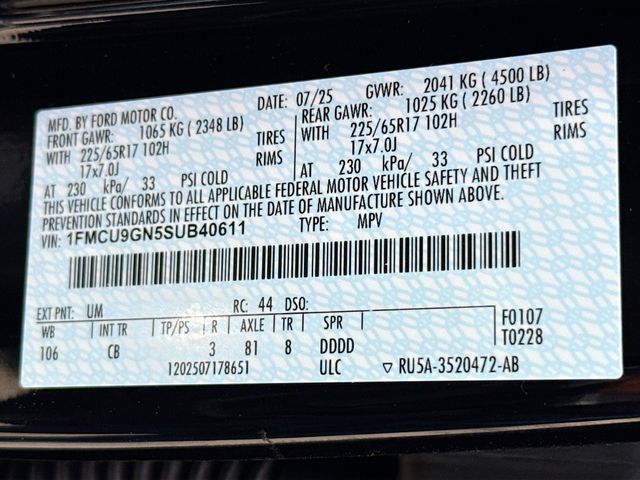 MFD. BY FORD MOTOR CO. DATE: 07/25 GVWR: 2041 KG ( 4500 LB)
FRONT GAWR: 1065 KG ( 2348 LB) REAR GAWR: 1025 KG ( 2260 LB)
WITH 225/65R17 102H TIRES WITH 225/65R17 102H TIRES
17x7.0J RIMS 17x7.0J RIMS
AT 230 kPa/ 33 PSI COLD AT 230 kPa/ 33 PSI COLD
THIS VEHICLE CONFORMS TO ALL APPLICABLE FEDERAL MOTOR VEHICLE SAFETY AND THEFT
PREVENTION STANDARDS IN EFFECT ON THE DATE OF MANUFACTURE SHOWN ABOVE.
VIN: 1FMCU9GN5SUB40611 TYPE: MPV
EXT PNT: UM RC: 44 DSO:
WB INT TR TP/PS R AXLE TR SPR F0107
106 CB 3 81 8 DDDD T0228
1202507178651 ULC ▽ RU5A-3520472-AB